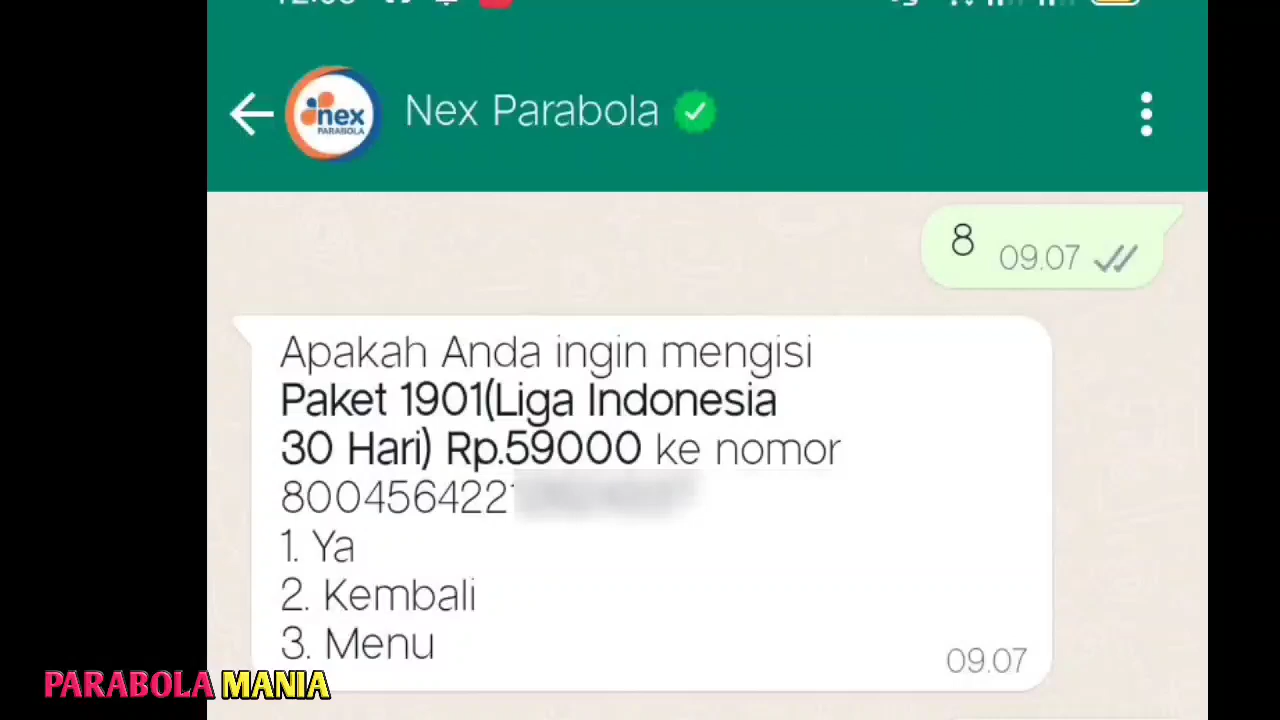 nex
PARABOLA
Nex Parabola
8
09.07
Apakah Anda ingin mengisi
Paket 1901(Liga Indonesia
30 Hari) Rp.59000 ke nomor
8004564221
1. Ya
2. Kembali
3. Menu
09.07
PARABOLA MANIA